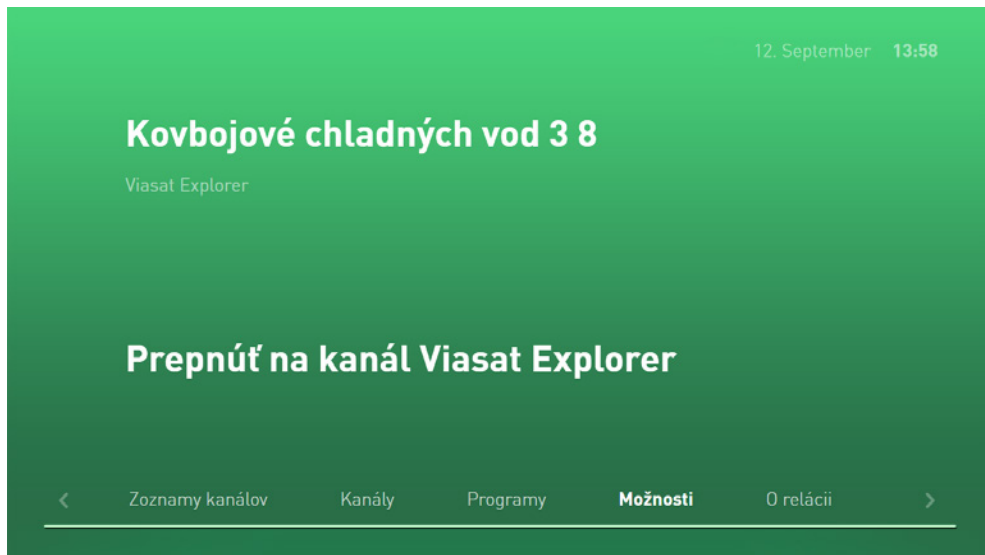 12. September 13:58
Kovbojové chladných vod 3 8
Viasat Explorer
Prepnúť na kanál Viasat Explorer
Zoznamy kanálov Kanály Programy Možnosti O relácii